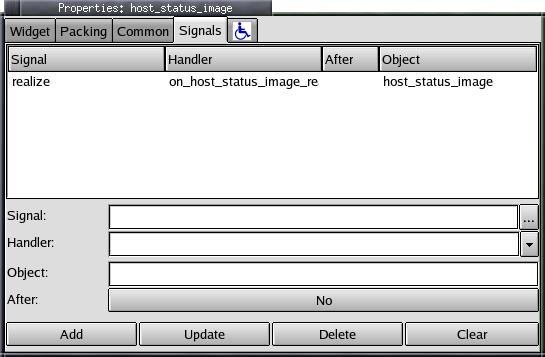 Properties: host_status_image
Widget Packing Common Signals
Signal Handler After Object
realize on_host_status_image_re host_status_image
Signal: ...
Handler:
Object:
After: No
Add Update Delete Clear